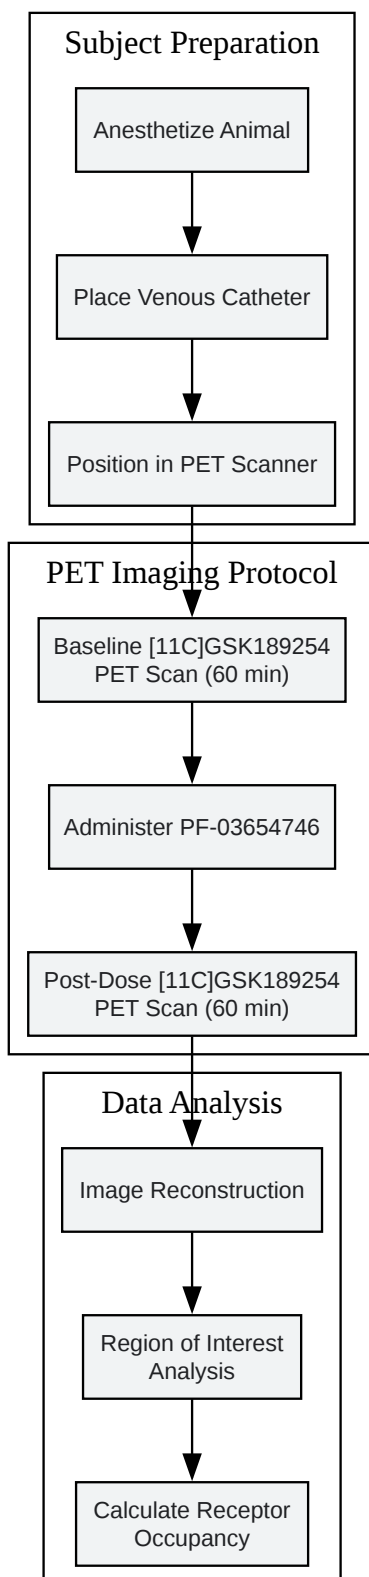 Subject Preparation
Anesthetize Animal
Place Venous Catheter
Position in PET Scanner
PET Imaging Protocol
Baseline [11C]GSK189254
PET Scan (60 min)
Administer PF-03654746
Post-Dose [11C]GSK189254
PET Scan (60 min)
Data Analysis
Image Reconstruction
Region of Interest
Analysis
Calculate Receptor
Occupancy